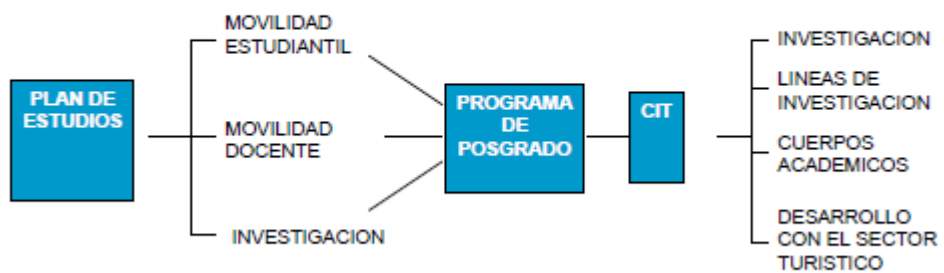 PLAN DE
ESTUDIOS
MOVILIDAD
ESTUDIANTIL
MOVILIDAD
DOCENTE
INVESTIGACION
PROGRAMA
DE
POSGRADO
CIT
INVESTIGACION
LINEAS DE
INVESTIGACION
CUERPOS
ACADEMICOS
DESARROLLO
CON EL SECTOR
TURISTICO